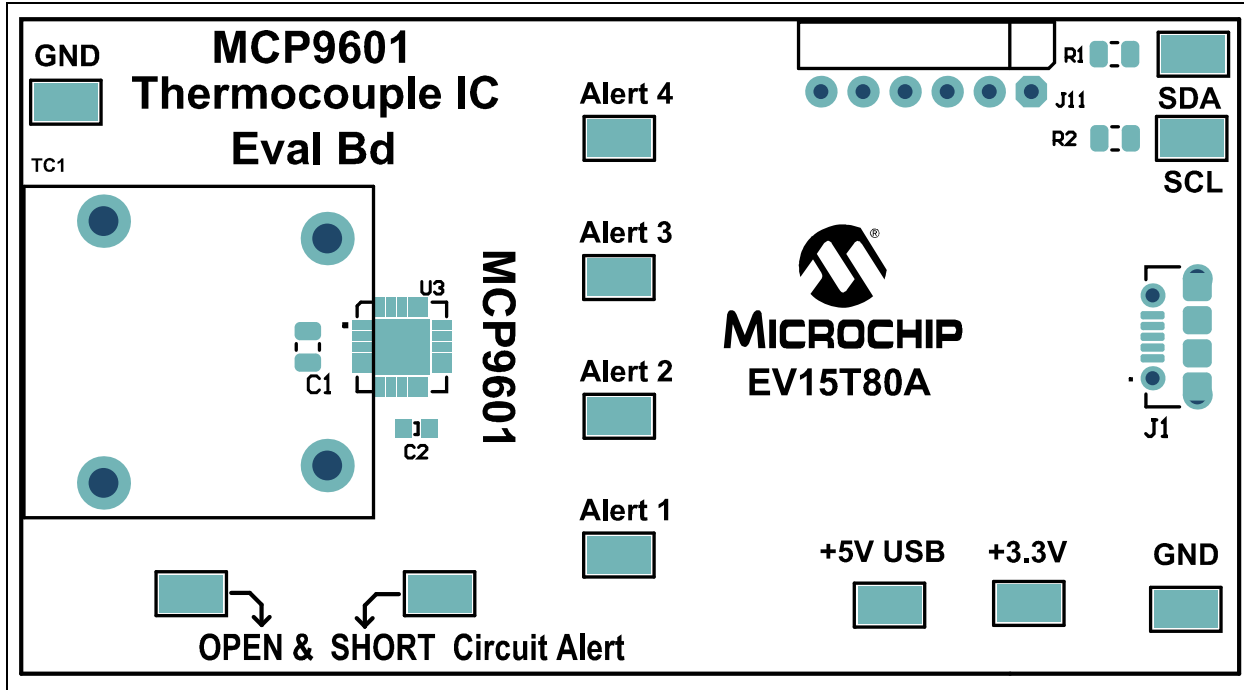 GND
MCP9601
Thermocouple IC
Eval Bd
TC1
Alert 4
J11
R1
SDA
R2
SCL
Alert 3
U3
MCP9601
C1
C2
®
MICROCHIP
EV15T80A
J1
Alert 2
Alert 1
+5V USB
+3.3V
GND
OPEN & SHORT Circuit Alert